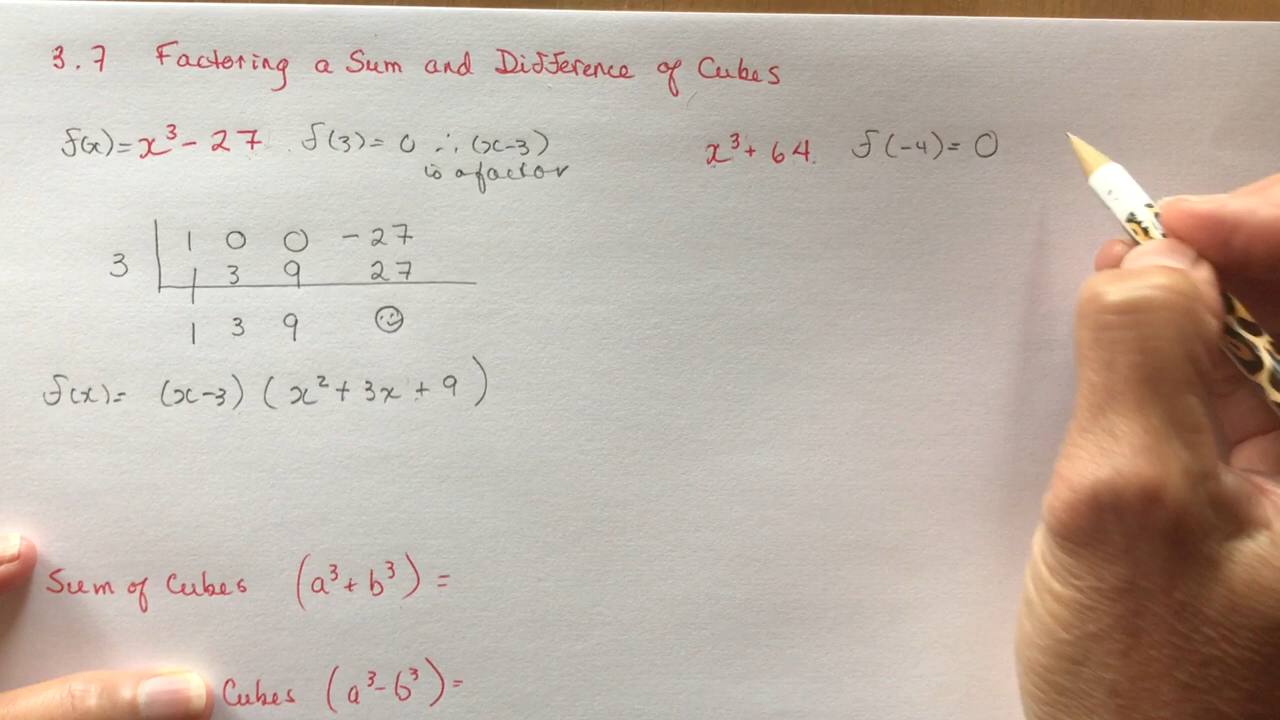 3.7 Factoring a Sum and Difference of Cubes
f(x) = x³ - 27 f(3) = 0 ∴ (x-3)
is a factor
x³ + 64. f(-4) = 0
1 0 0 -27
3
1 3 9 27
1 3 9 ☺
f(x) = (x-3) (x² + 3x + 9)
Sum of Cubes (a³ + b³) =
Cubes (a³ - b³) =